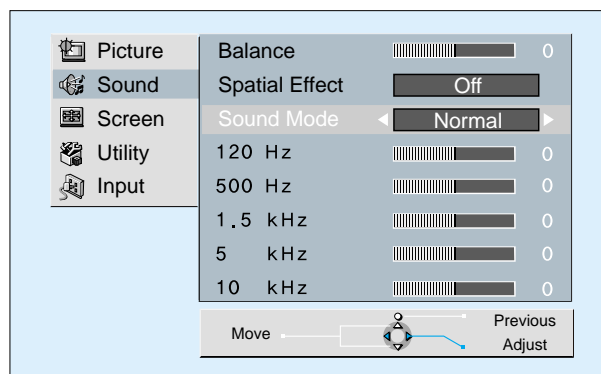 Picture
Sound
Screen
Utility
Input
Balance 0
Spatial Effect Off
Sound Mode Normal
120 Hz 0
500 Hz 0
1.5 kHz 0
5 kHz 0
10 kHz 0
Move
Previous
Adjust